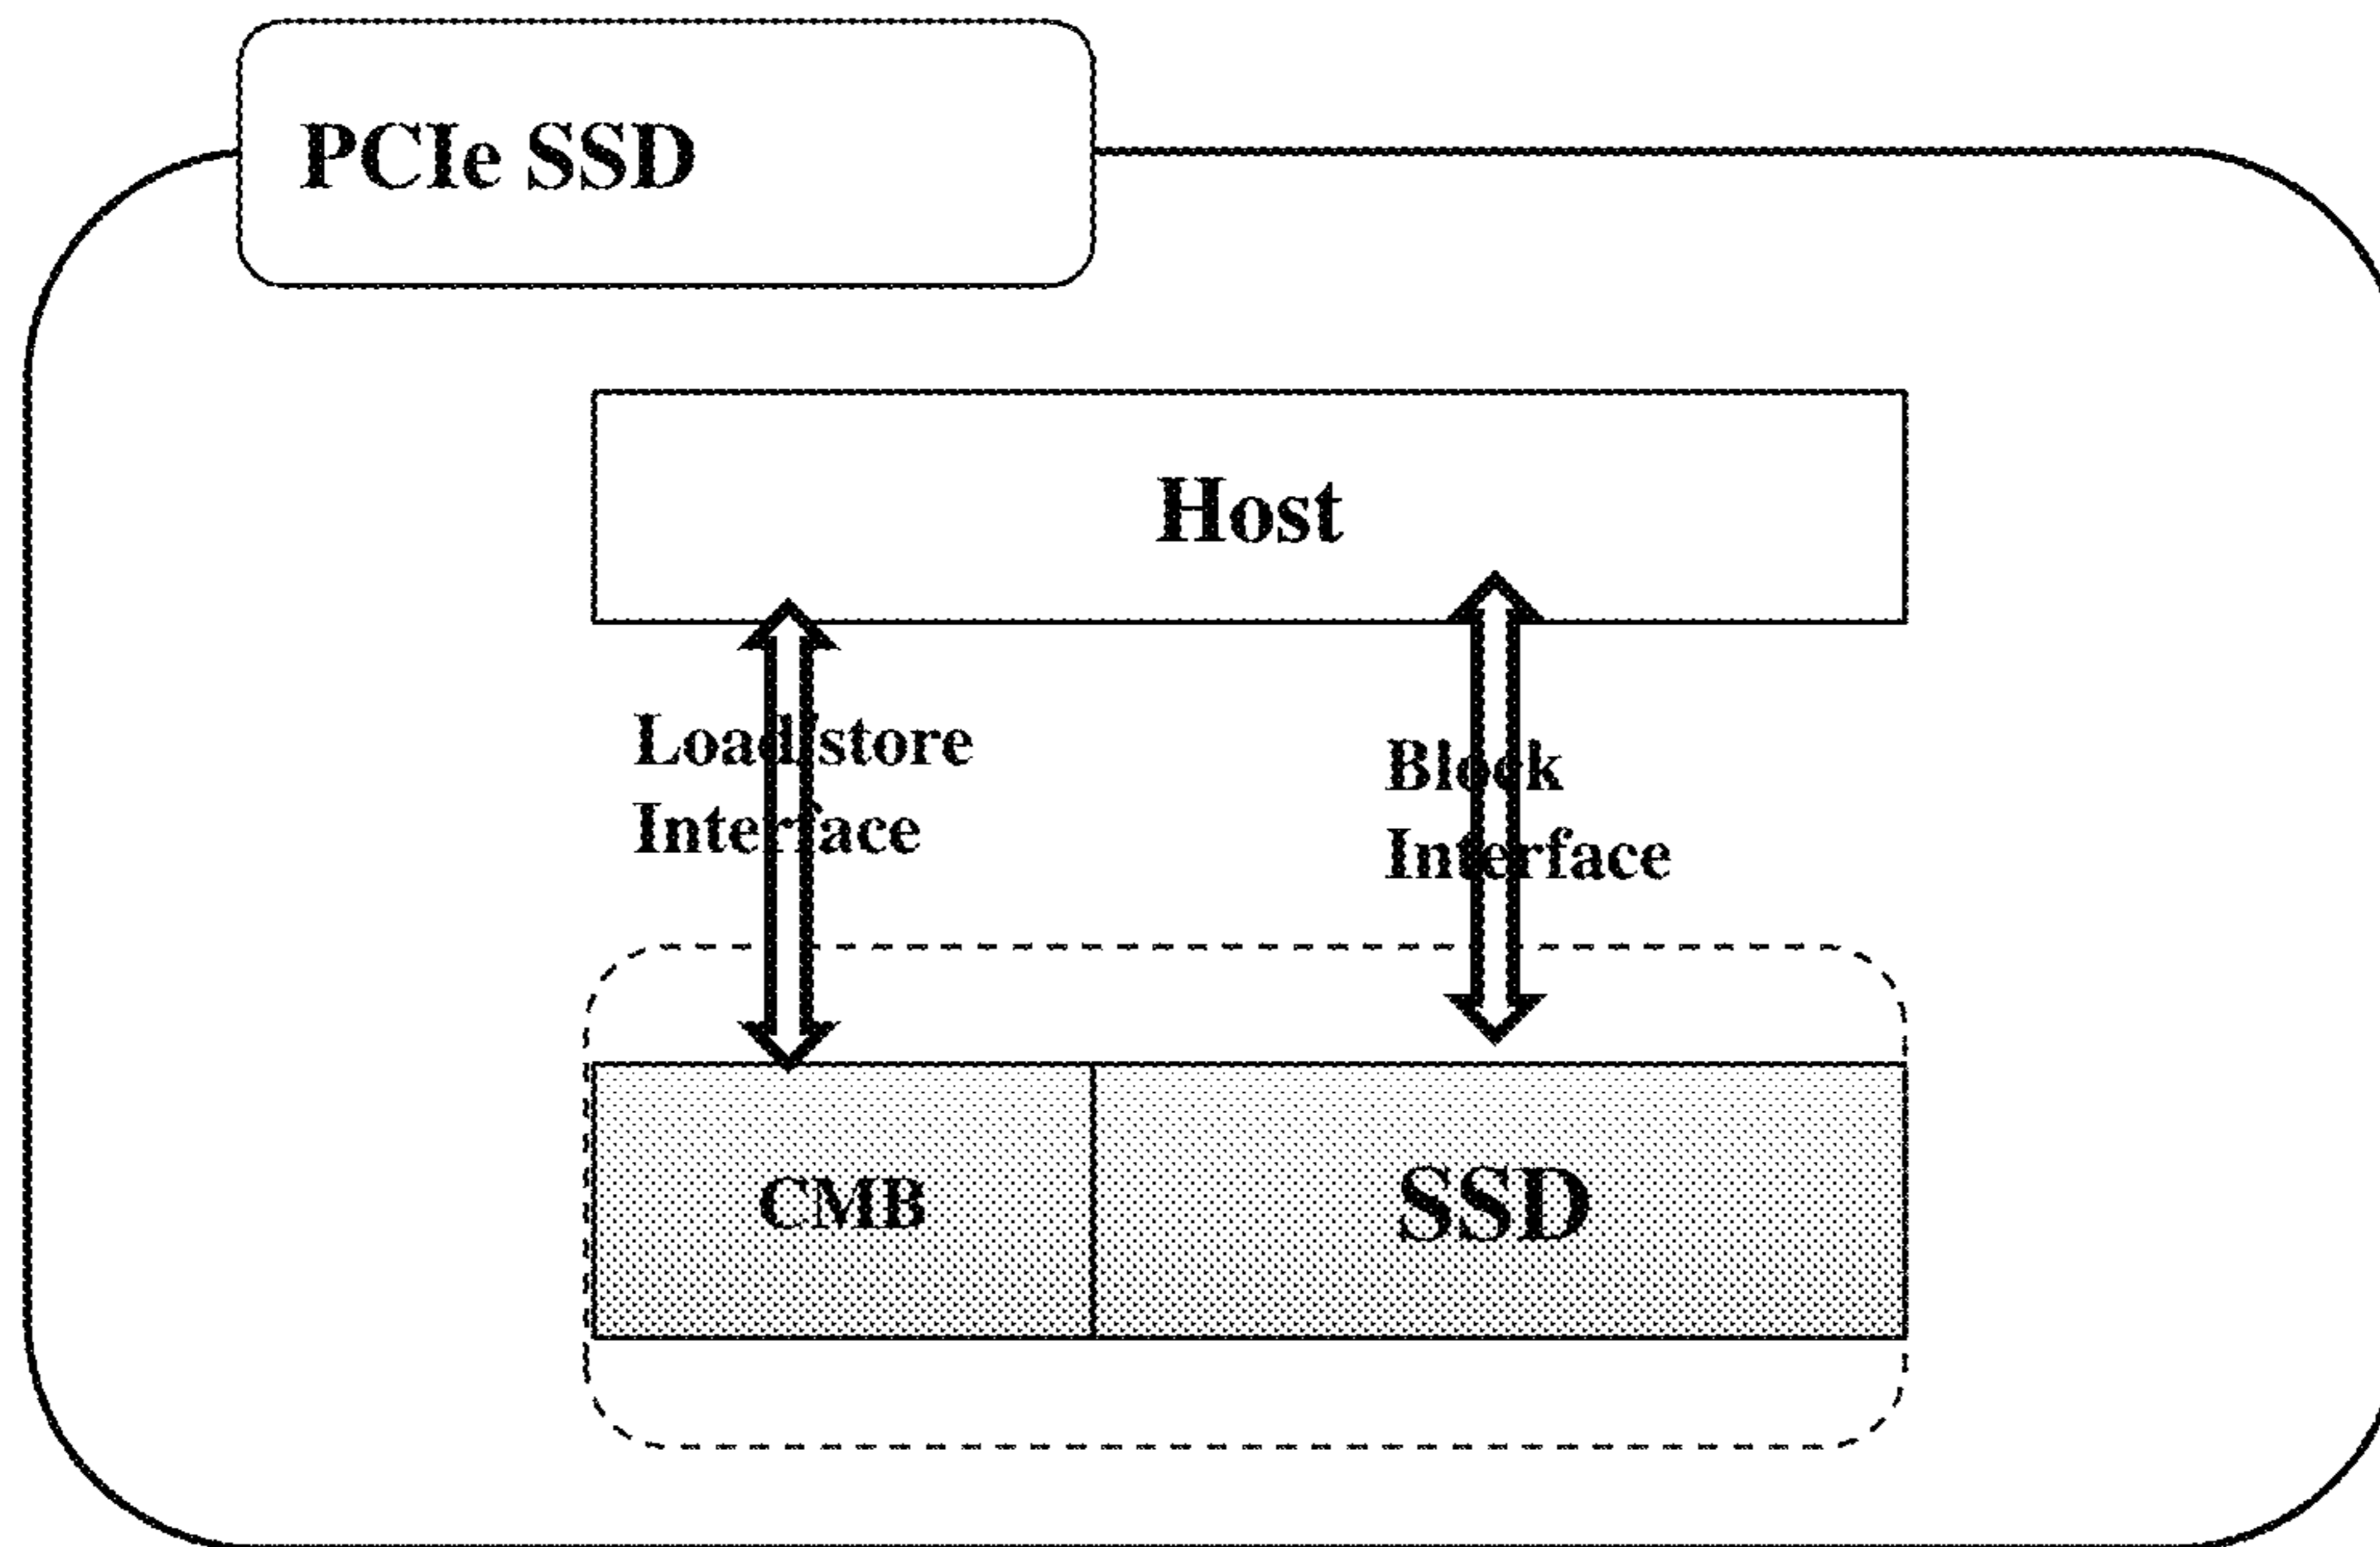 PCIe SSD
Host
Load/store
Interface
Block
Interface
CMB
SSD